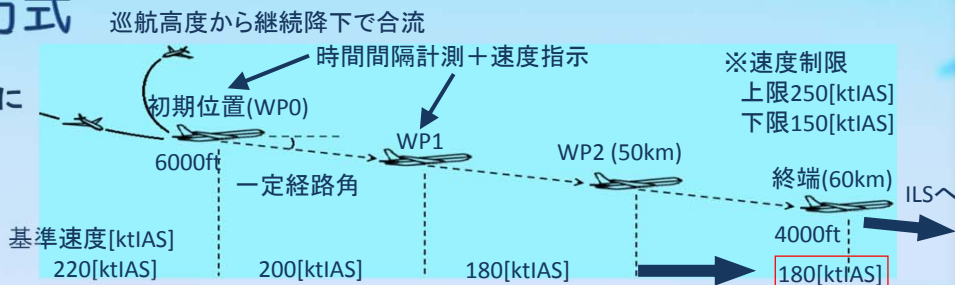 方式
巡航高度から継続降下で合流
時間間隔計測＋速度指示
※速度制限
に
上限250[ktIAS]
初期位置(WP0)
下限150[ktIAS]
WP1
6000ft
WP2 (50km)
一定経路角
終端(60km)
ILSへ
4000ft
基準速度[ktIAS]
220[ktIAS]
200[ktIAS]
180[ktIAS]
180[ktIAS]